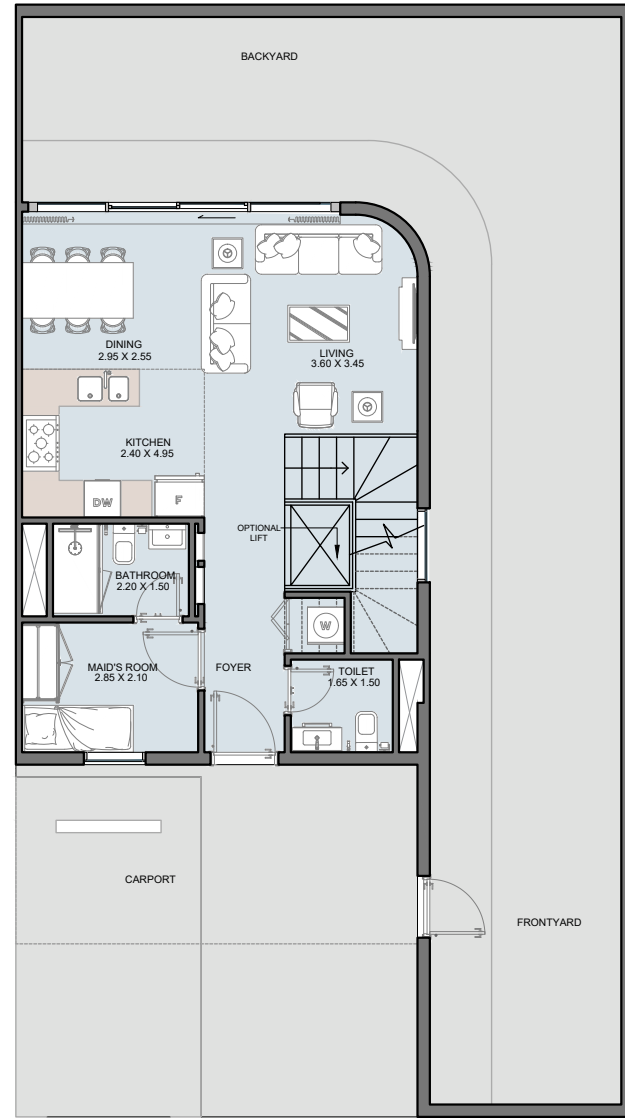 BACKYARD
DINING
2.95 X 2.55
LIVING
3.60 X 3.45
KITCHEN
2.40 X 4.95
DW
F
OPTIONAL
LIFT
BATHROOM
2.20 X 1.50
W
MAID'S ROOM
2.85 X 2.10
FOYER
TOILET
1.65 X 1.50
CARPORT
FRONTYARD